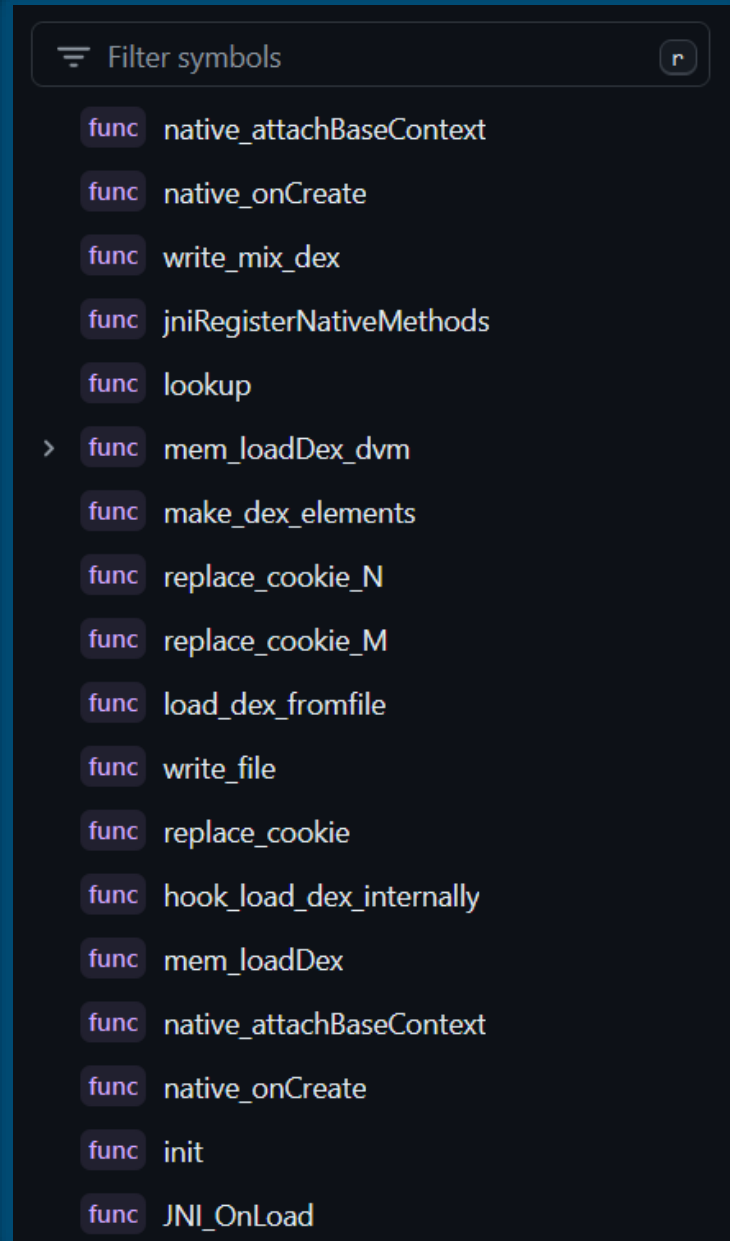 Filter symbols r
func native_attachBaseContext
func native_onCreate
func write_mix_dex
func jniRegisterNativeMethods
func lookup
func mem_loadDex_dvm
func make_dex_elements
func replace_cookie_N
func replace_cookie_M
func load_dex_fromfile
func write_file
func replace_cookie
func hook_load_dex_internally
func mem_loadDex
func native_attachBaseContext
func native_onCreate
func init
func JNI_OnLoad